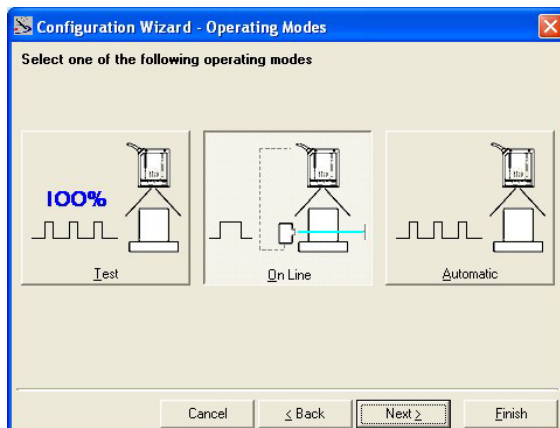 Configuration Wizard - Operating Modes
Select one of the following operating modes
100%
Test
On Line
Automatic
Cancel
< Back
Next >
Finish